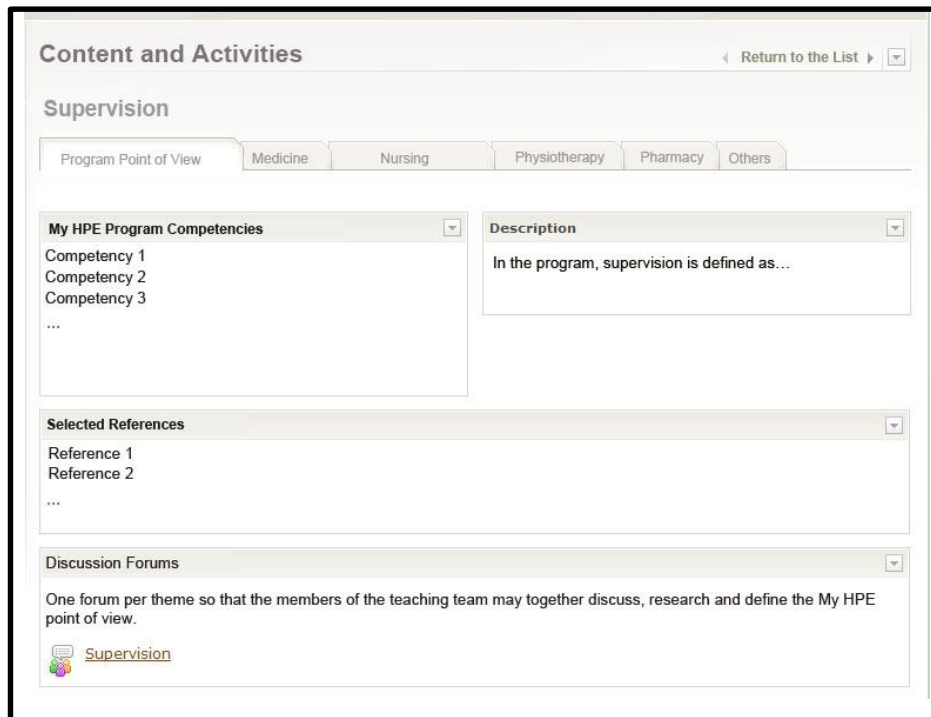 Content and Activities
Return to the List
Supervision
Program Point of View
Medicine
Nursing
Physiotherapy
Pharmacy
Others
My HPE Program Competencies
Competency 1
Competency 2
Competency 3
...
Description
In the program, supervision is defined as...
Selected References
Reference 1
Reference 2
...
Discussion Forums
One forum per theme so that the members of the teaching team may together discuss, research and define the My HPE
point of view.
Supervision